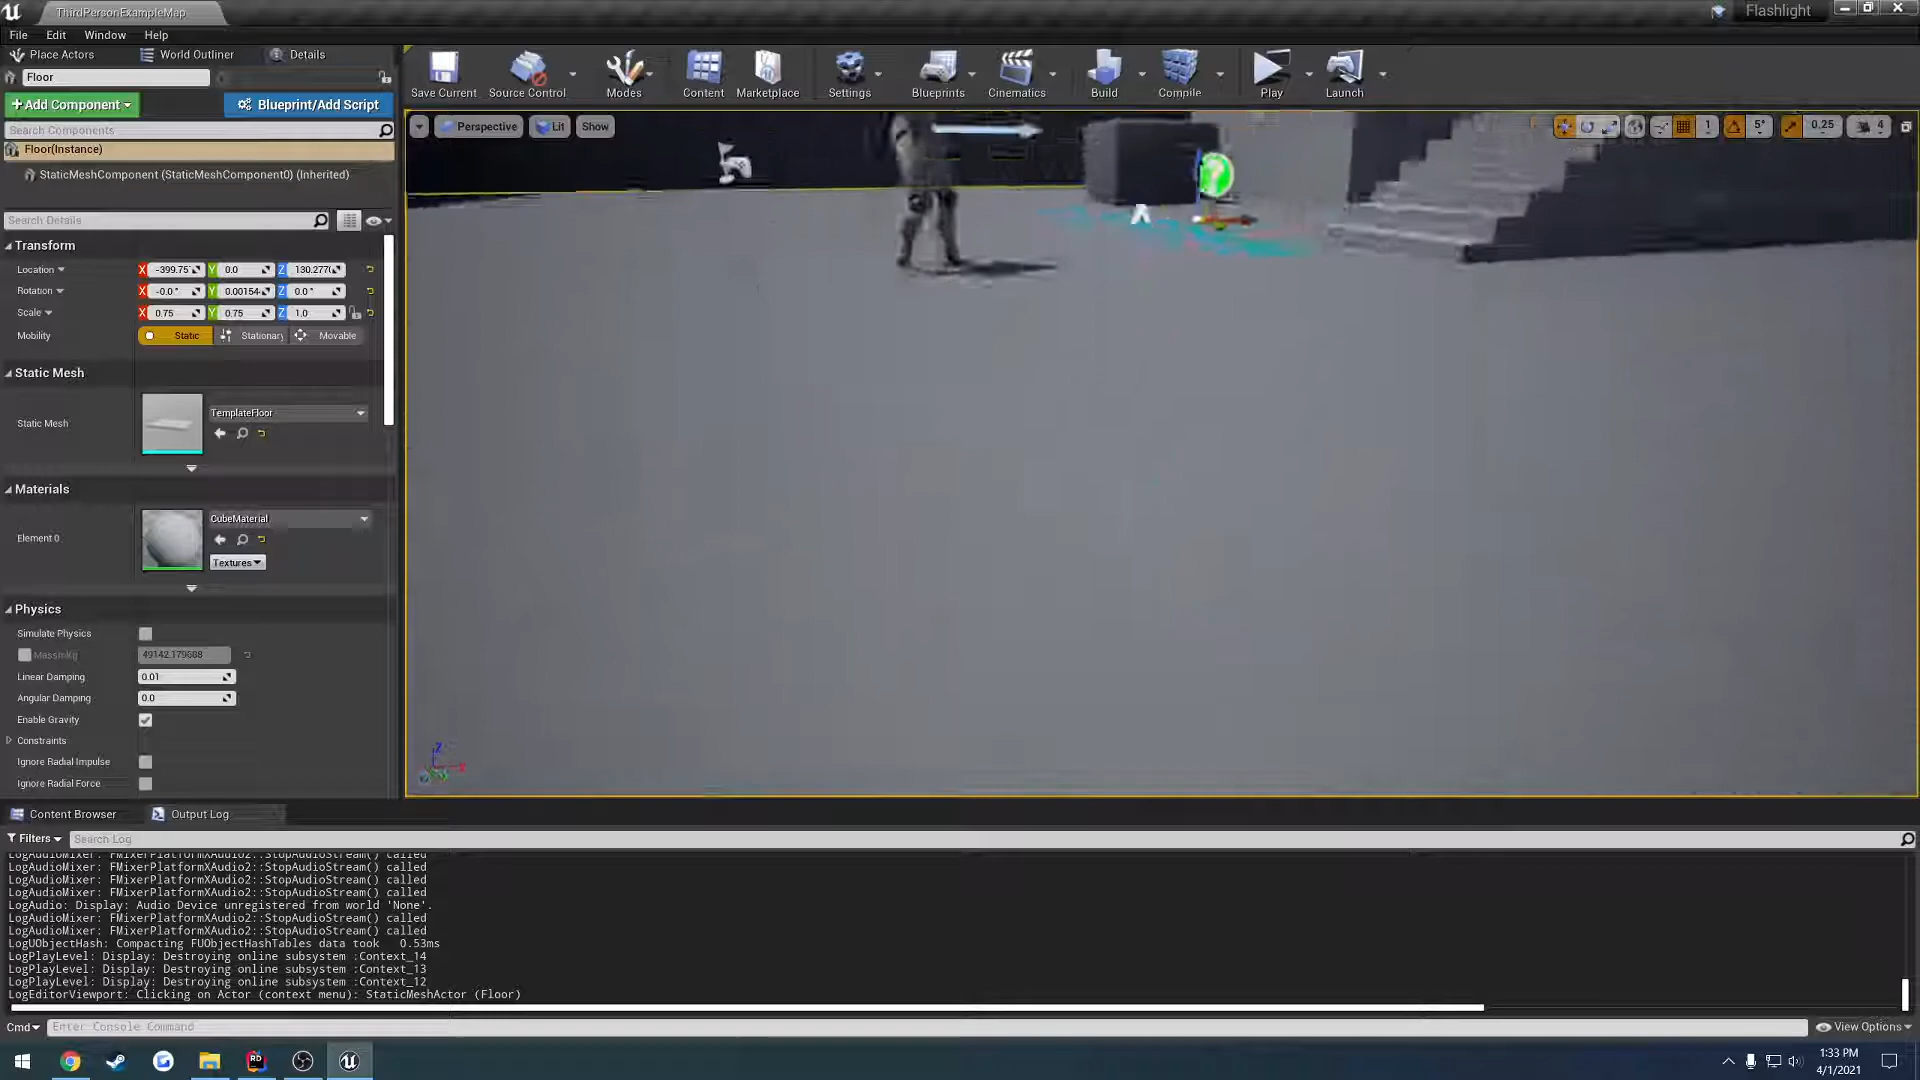 ThirdPersonExampleMap
Flashlight
File Edit Window Help
Place Actors World Outliner Details
Floor
+Add Component Blueprint/Add Script
Search Components
Floor(Instance)
StaticMeshComponent (StaticMeshComponent0) (Inherited)
Search Details
Save Current Source Control Modes Content Marketplace Settings Blueprints Cinematics Build Compile Play Launch
Perspective Lit Show
1 5° 0.25 4
Transform
Location X -399.75 Y 0.0 Z 130.277
Rotation X -0.0° Y 0.00154 Z 0.0°
Scale X 0.75 Y 0.75 Z 1.0
Mobility Static Stationary Movable
Static Mesh
Static Mesh TemplateFloor
Materials
Element 0 CubeMaterial
Textures
Physics
Simulate Physics
MassInKg 49142.179688
Linear Damping 0.01
Angular Damping 0.0
Enable Gravity
Constraints
Ignore Radial Impulse
Ignore Radial Force
Z
Content Browser Output Log
Filters Search Log
LogAudioMixer: FMixerPlatformXAudio2::StopAudioStream() called
LogAudioMixer: FMixerPlatformXAudio2::StopAudioStream() called
LogAudioMixer: FMixerPlatformXAudio2::StopAudioStream() called
LogAudioMixer: FMixerPlatformXAudio2::StopAudioStream() called
LogAudio: Display: Audio Device unregistered from world 'None'.
LogAudioMixer: FMixerPlatformXAudio2::StopAudioStream() called
LogAudioMixer: FMixerPlatformXAudio2::StopAudioStream() called
LogUObjectHash: Compacting FUObjectHashTables data took 0.53ms
LogPlayLevel: Display: Destroying online subsystem :Context_14
LogPlayLevel: Display: Destroying online subsystem :Context_13
LogPlayLevel: Display: Destroying online subsystem :Context_12
LogEditorViewport: Clicking on Actor (context menu): StaticMeshActor (Floor)
Cmd Enter Console Command View Options
1:33 PM
4/1/2021